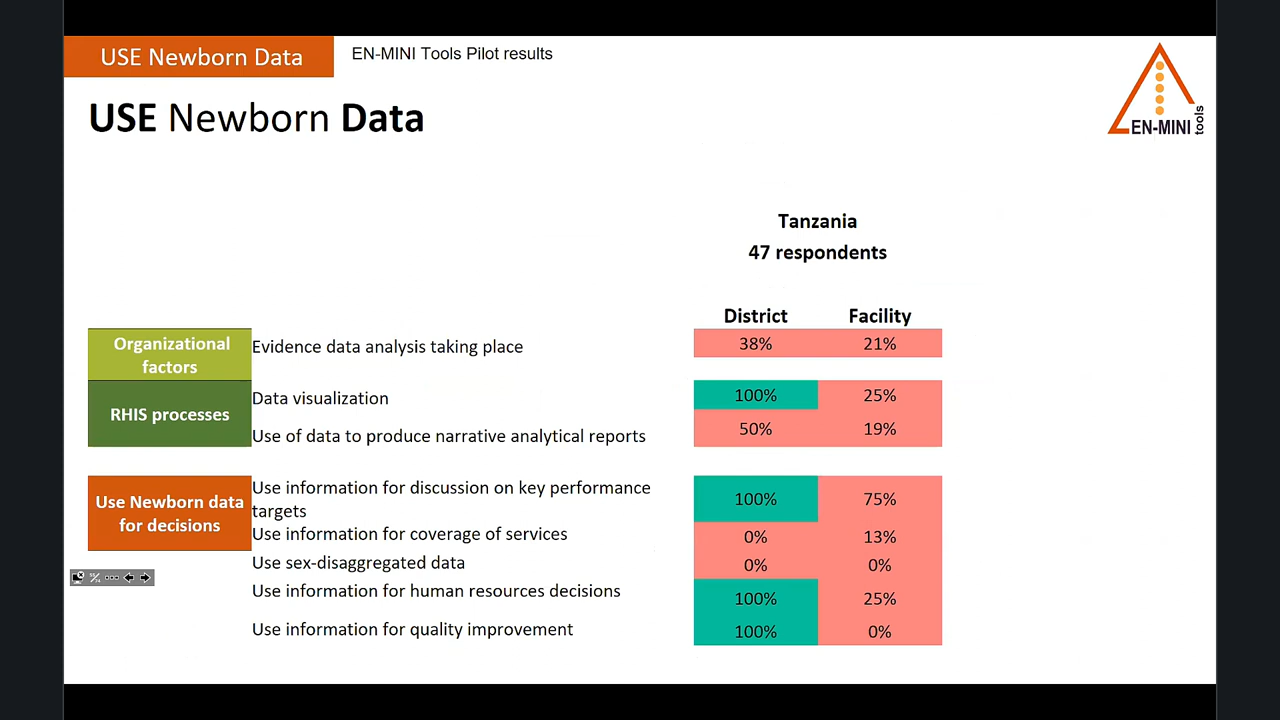 USE Newborn Data
EN-MINI Tools Pilot results
EN-MINI tools
USE Newborn Data
Tanzania
47 respondents
District Facility
Organizational
factors
Evidence data analysis taking place
38% 21%
RHIS processes
Data visualization
100% 25%
Use of data to produce narrative analytical reports
50% 19%
Use Newborn data
for decisions
Use information for discussion on key performance
targets
100% 75%
Use information for coverage of services
0% 13%
Use sex-disaggregated data
0% 0%
Use information for human resources decisions
100% 25%
Use information for quality improvement
100% 0%